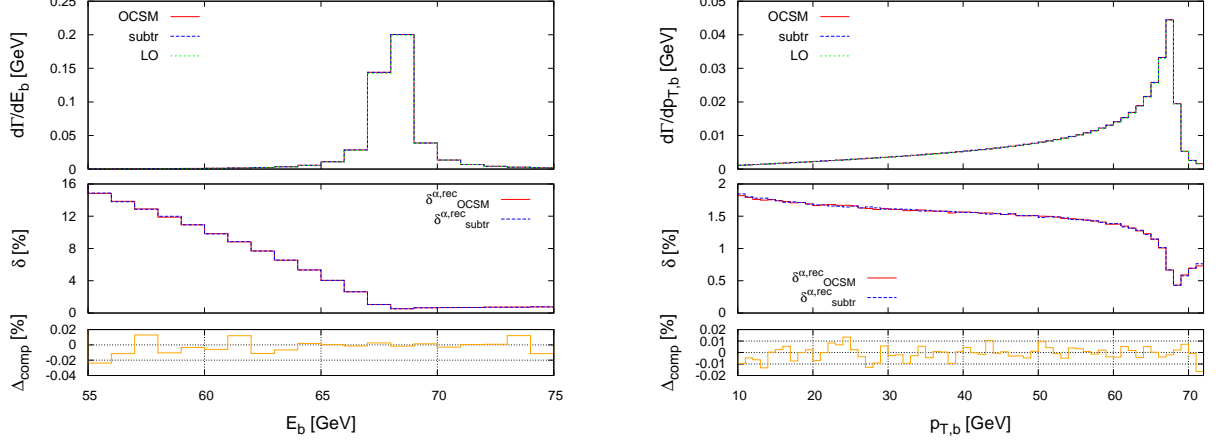 dΓ/dE_b [GeV]
0.25
0.2
0.15
0.1
0.05
0
OCSM
subtr
LO
δ [%]
16
12
8
4
0
δ^{α,rec}_{OCSM}
δ^{α,rec}_{subtr}
Δ_{comp} [%]
0.02
0
-0.02
-0.04
55 60 65 70 75
E_b [GeV]
dΓ/dp_{T,b} [GeV]
0.05
0.04
0.03
0.02
0.01
0
OCSM
subtr
LO
δ [%]
2
1.5
1
0.5
0
δ^{α,rec}_{OCSM}
δ^{α,rec}_{subtr}
Δ_{comp} [%]
0.02
0.01
0
-0.01
-0.02
10 20 30 40 50 60 70
p_{T,b} [GeV]